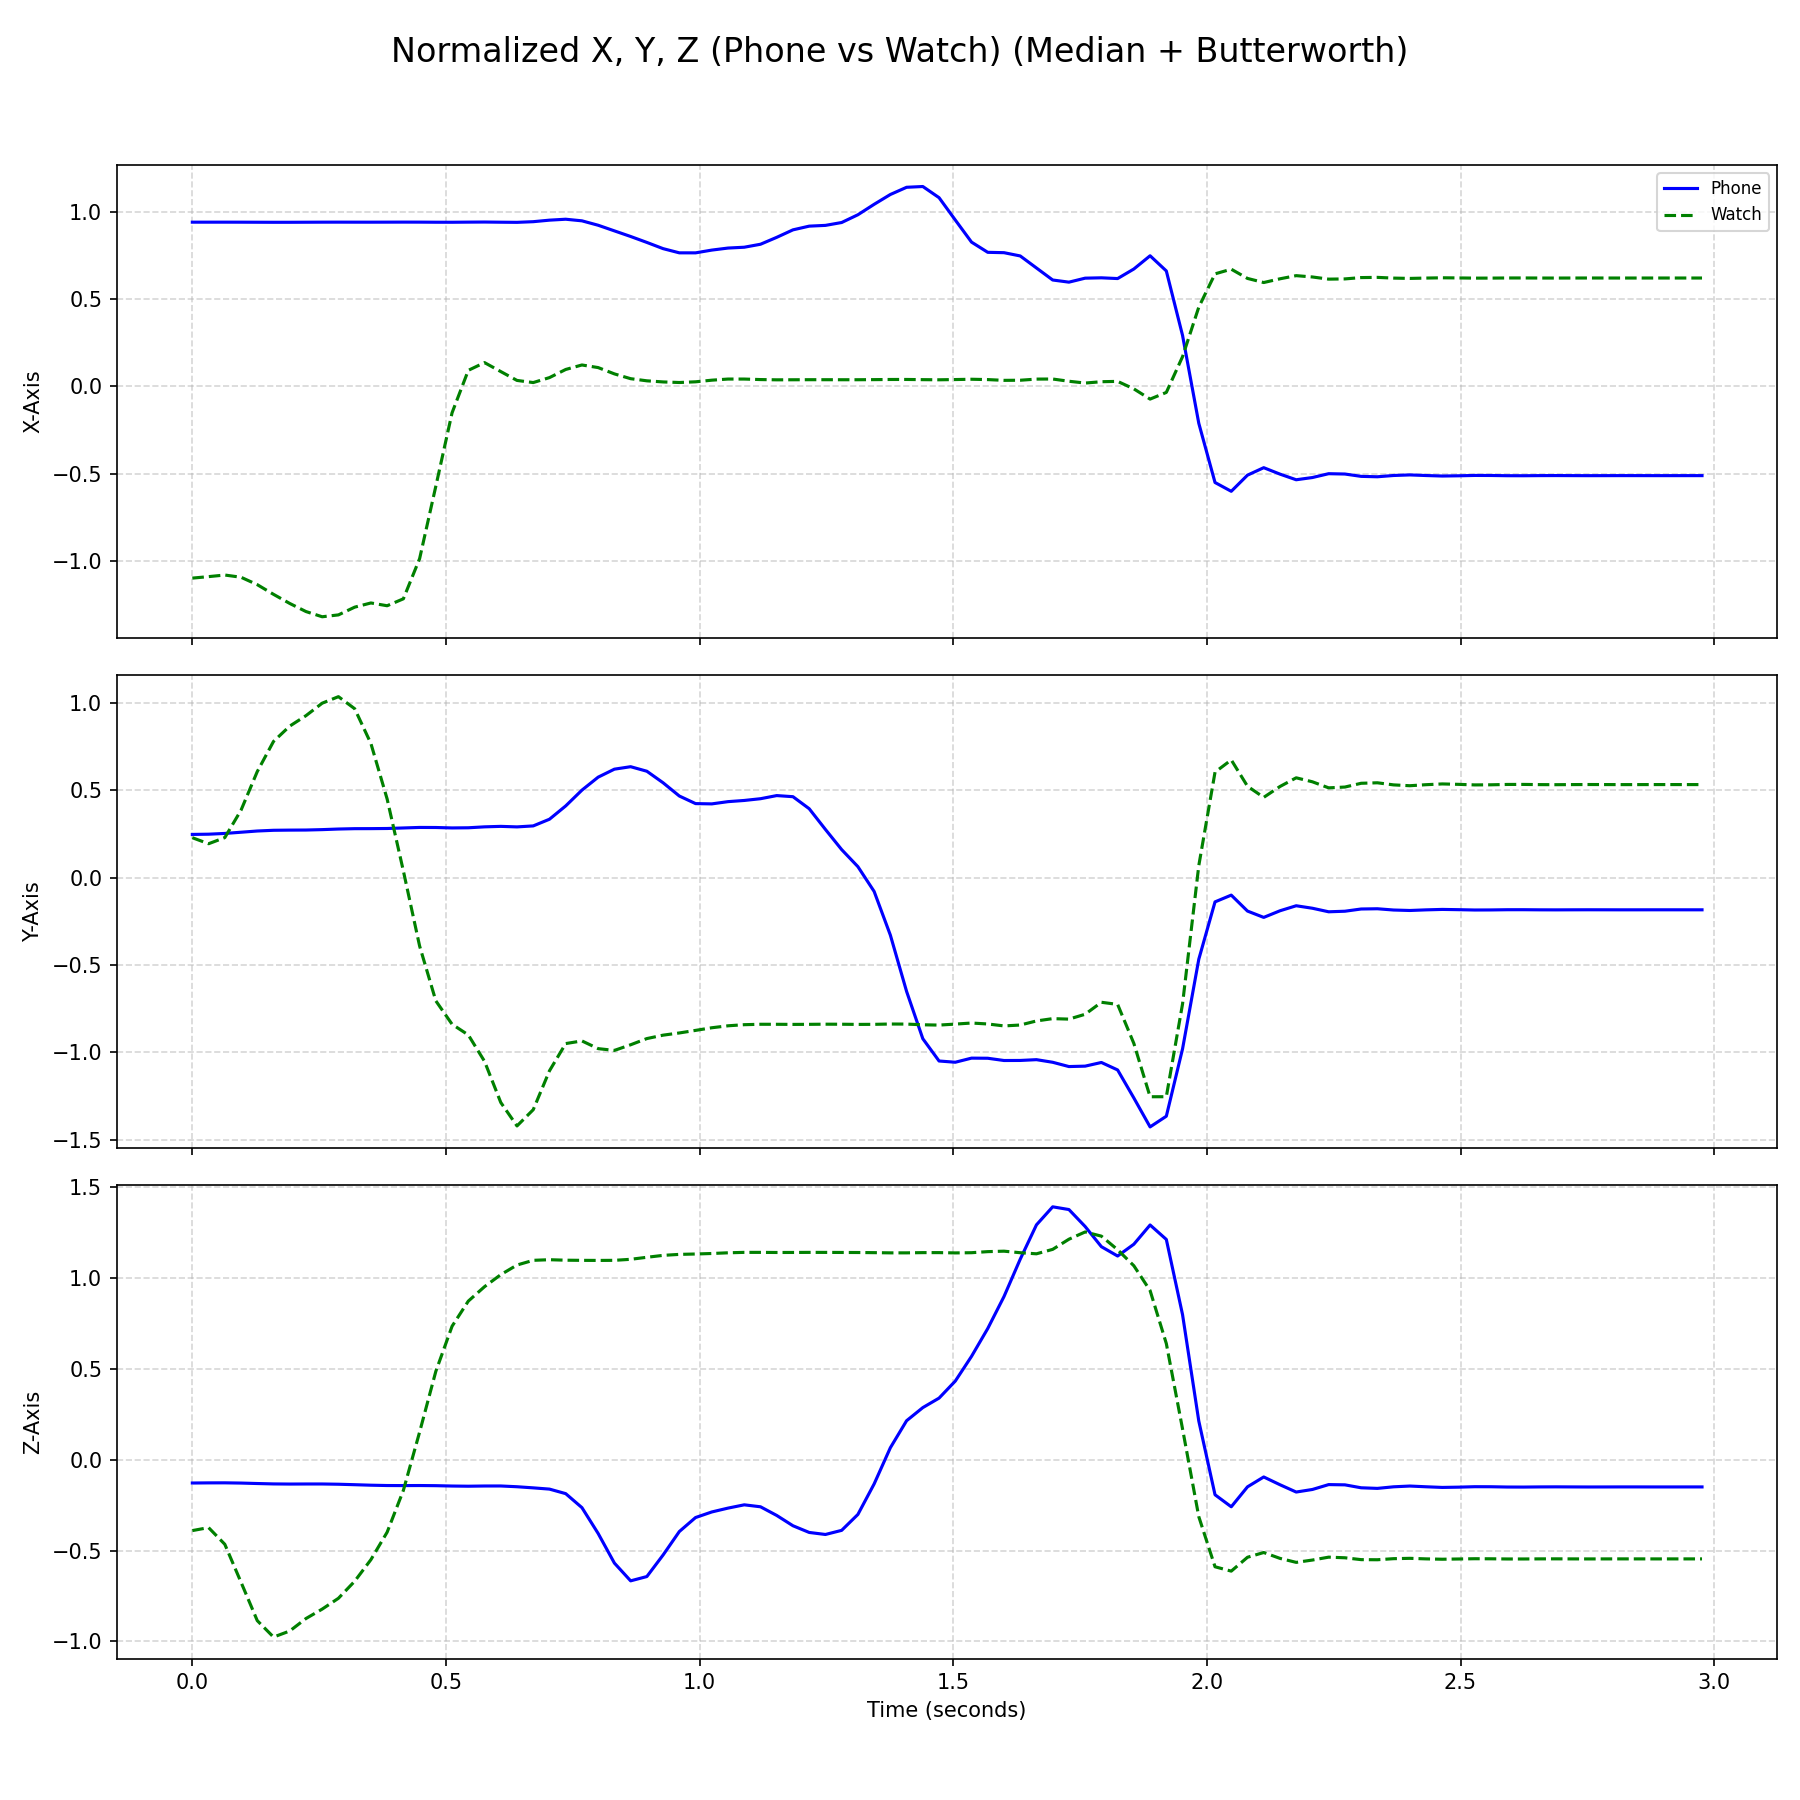 Normalized X, Y, Z (Phone vs Watch) (Median + Butterworth)
Phone
Watch
X-Axis
1.0
0.5
0.0
−0.5
−1.0
Y-Axis
1.0
0.5
0.0
−0.5
−1.0
−1.5
Z-Axis
1.5
1.0
0.5
0.0
−0.5
−1.0
0.0 0.5 1.0 1.5 2.0 2.5 3.0
Time (seconds)